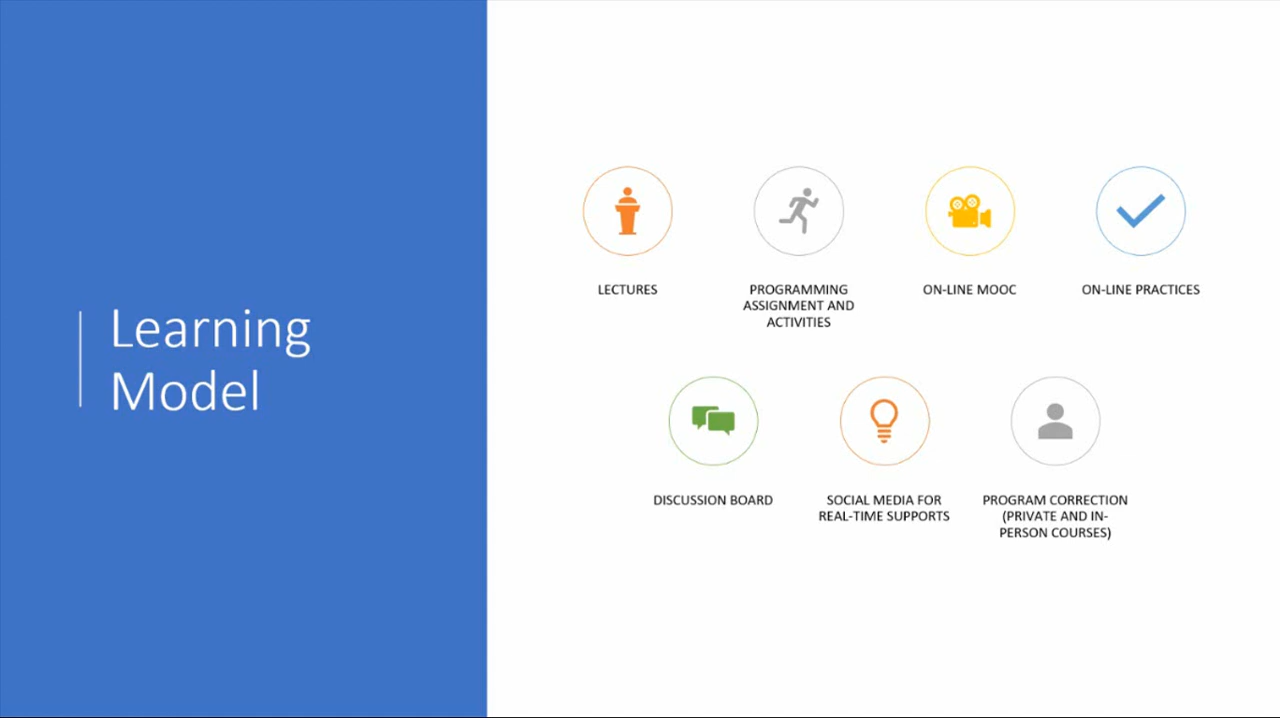 Learning
Model
LECTURES
PROGRAMMING
ASSIGNMENT AND
ACTIVITIES
ON-LINE MOOC
ON-LINE PRACTICES
DISCUSSION BOARD
SOCIAL MEDIA FOR
REAL-TIME SUPPORTS
PROGRAM CORRECTION
(PRIVATE AND IN-
PERSON COURSES)